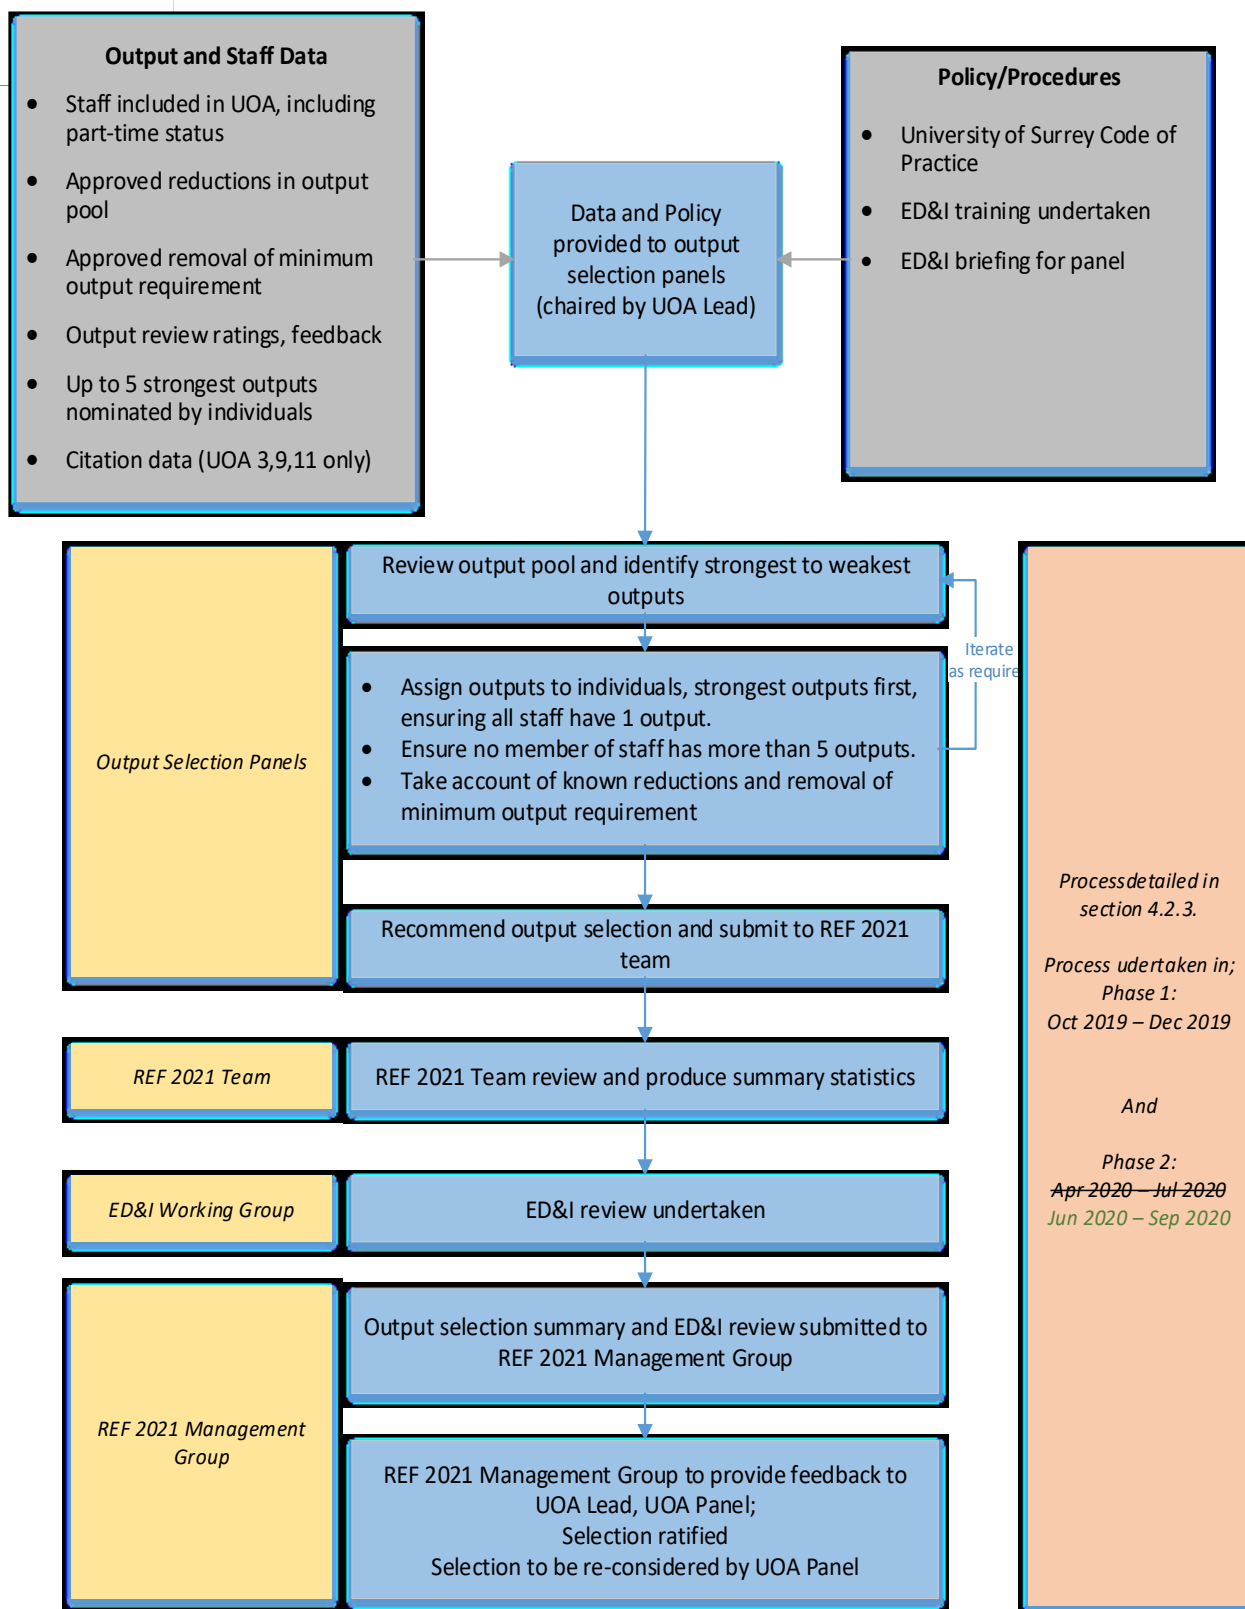 Output and Staff Data
• Staff included in UOA, including
part-time status
• Approved reductions in output
pool
• Approved removal of minimum
output requirement
• Output review ratings, feedback
• Up to 5 strongest outputs
nominated by individuals
• Citation data (UOA 3,9,11 only)
Data and Policy
provided to output
selection panels
(chaired by UOA Lead)
Policy/Procedures
• University of Surrey Code of
Practice
• ED&I training undertaken
• ED&I briefing for panel
Output Selection Panels
Review output pool and identify strongest to weakest
outputs
Iterate
as require
• Assign outputs to individuals, strongest outputs first,
ensuring all staff have 1 output.
• Ensure no member of staff has more than 5 outputs.
• Take account of known reductions and removal of
minimum output requirement
Recommend output selection and submit to REF 2021
team
REF 2021 Team
REF 2021 Team review and produce summary statistics
ED&I Working Group
ED&I review undertaken
REF 2021 Management
Group
Output selection summary and ED&I review submitted to
REF 2021 Management Group
REF 2021 Management Group to provide feedback to
UOA Lead, UOA Panel;
Selection ratified
Selection to be re-considered by UOA Panel
Processdetailed in
section 4.2.3.
Process udertaken in;
Phase 1:
Oct 2019 – Dec 2019
And
Phase 2:
Apr 2020 – Jul 2020
Jun 2020 – Sep 2020